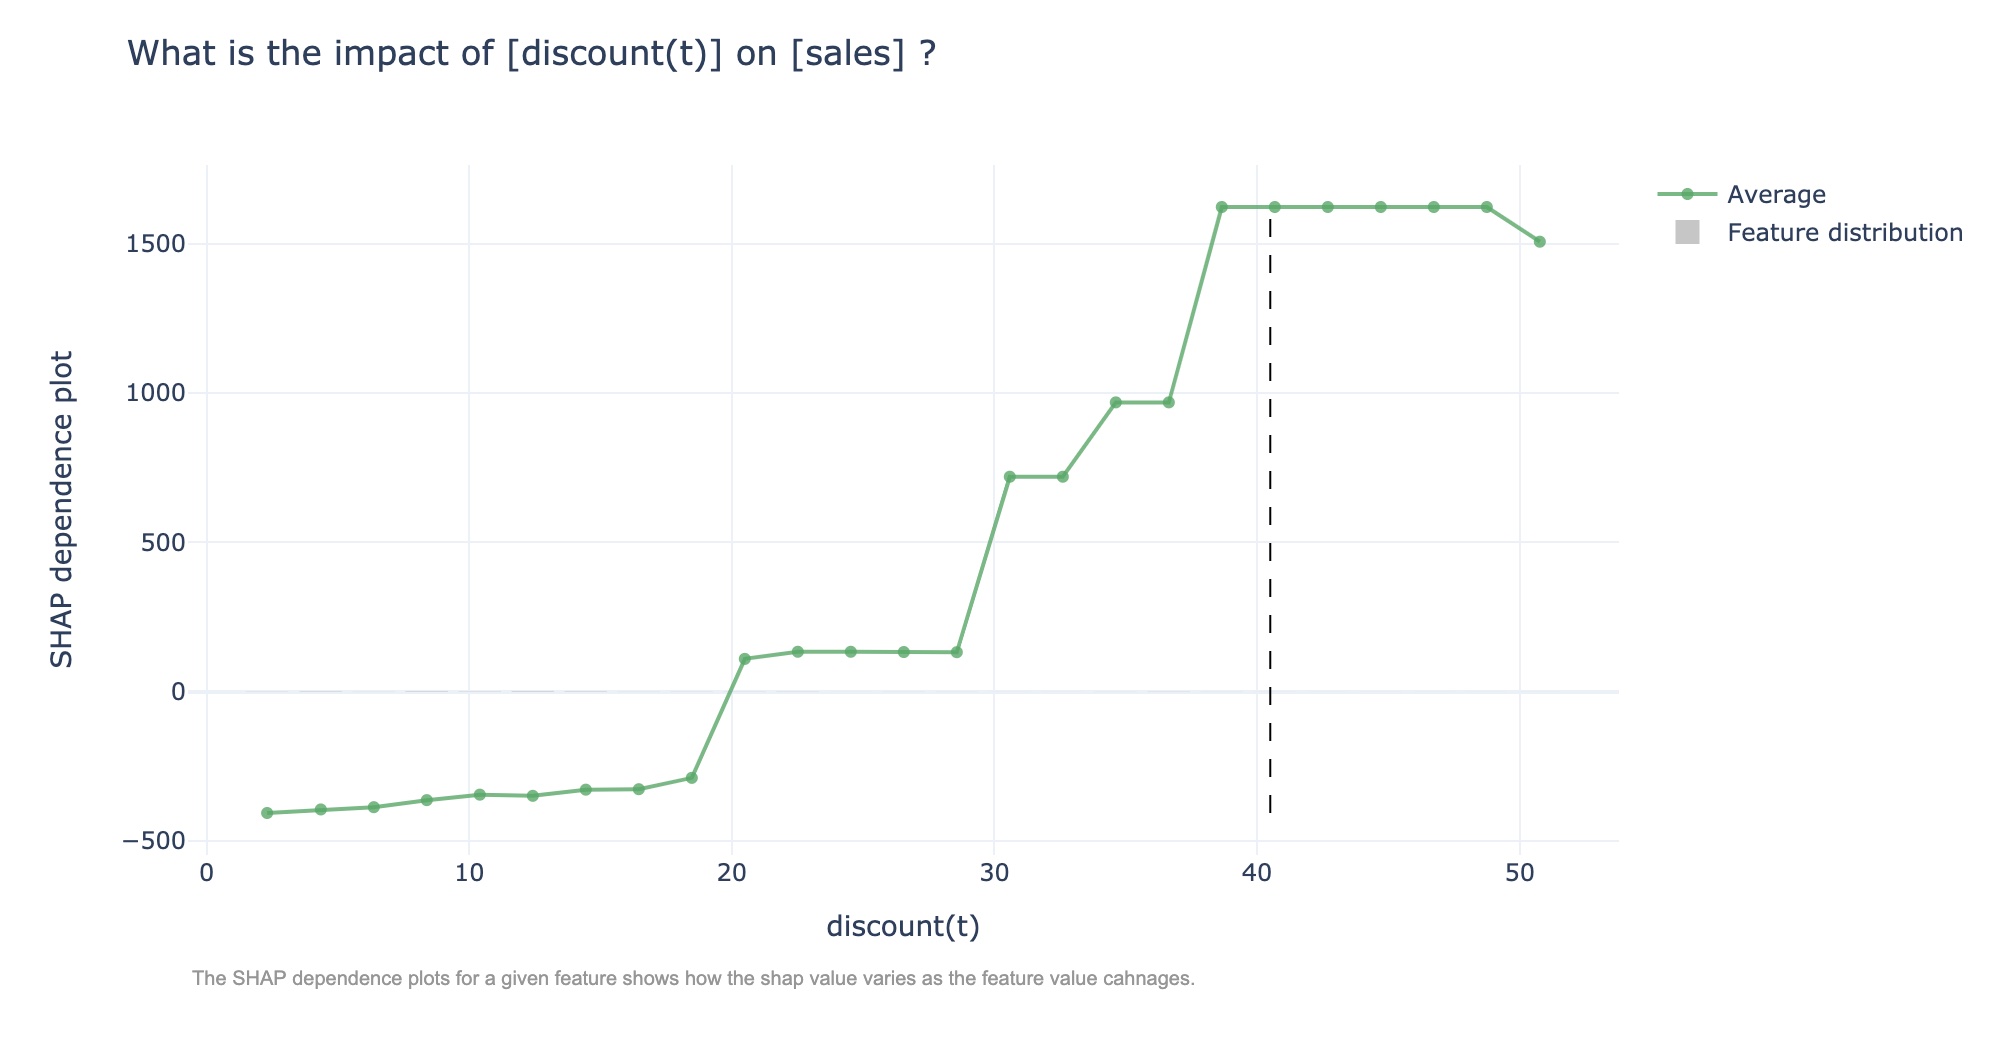 What is the impact of [discount(t)] on [sales] ?
Average
Feature distribution
SHAP dependence plot
1500
1000
500
0
−500
0 10 20 30 40 50
discount(t)
The SHAP dependence plots for a given feature shows how the shap value varies as the feature value cahnages.